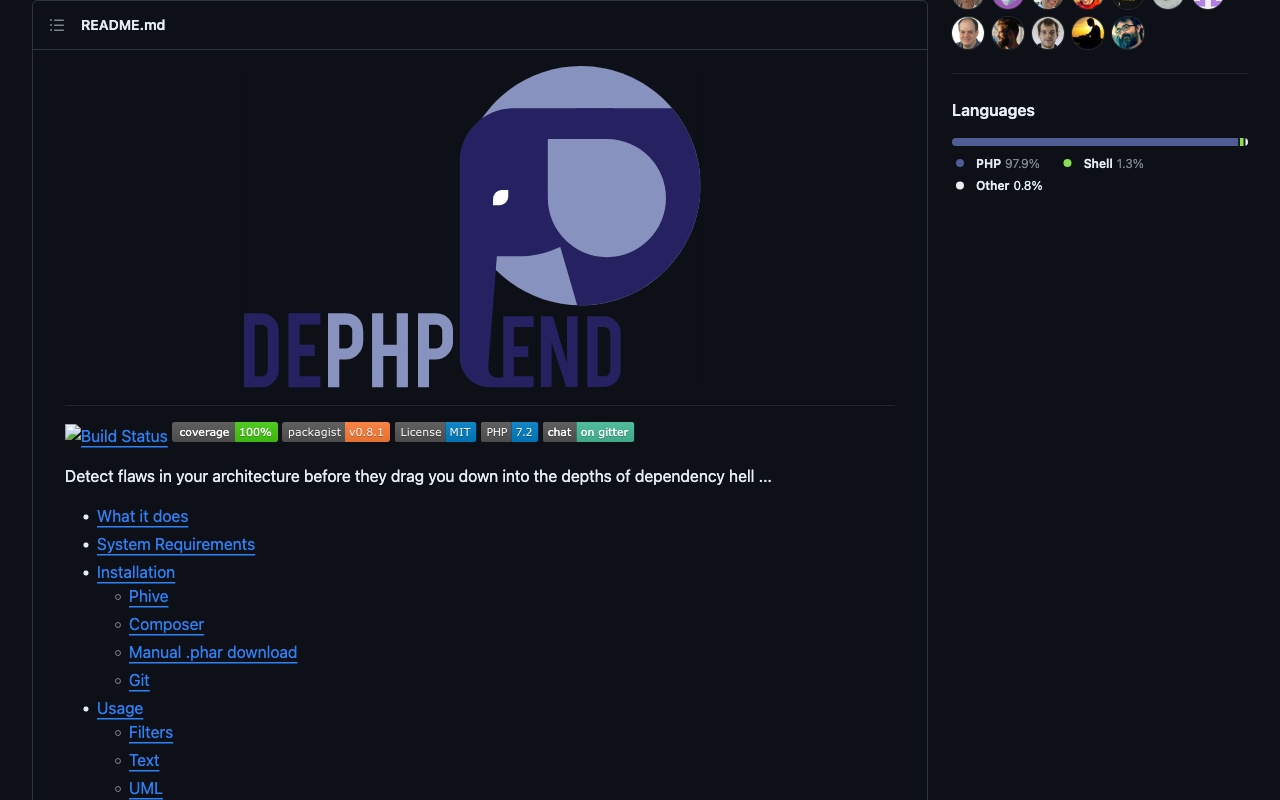 README.md
DEPHPEND
Build Status coverage 100% packagist v0.8.1 License MIT PHP 7.2 chat on gitter
Detect flaws in your architecture before they drag you down into the depths of dependency hell ...
What it does
System Requirements
Installation
Phive
Composer
Manual .phar download
Git
Usage
Filters
Text
UML
Languages
PHP 97.9% Shell 1.3%
Other 0.8%